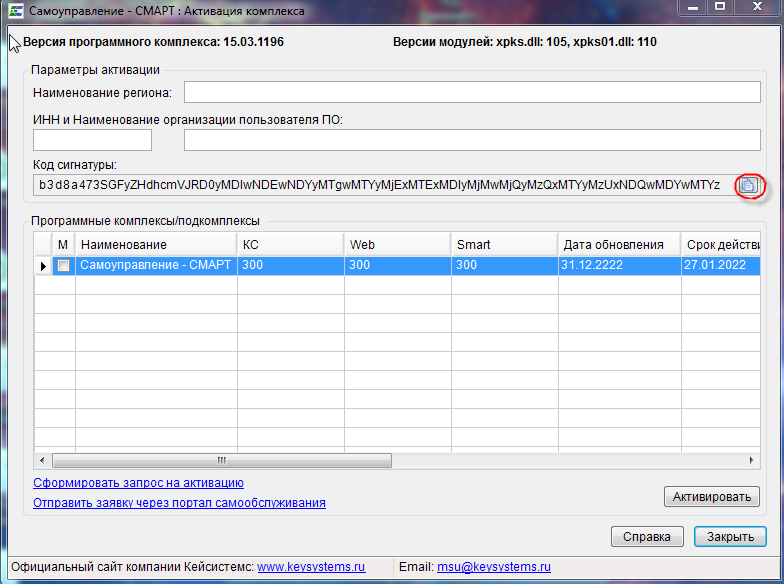 Самоуправление - СМАРТ : Активация комплекса
Версия программного комплекса: 15.03.1196
Версии модулей: xpks.dll: 105, xpks01.dll: 110
Параметры активации
Наименование региона:
ИНН и Наименование организации пользователя ПО:
Код сигнатуры:
b3d8a473SGFyZHdhcmVJRD0yMDIwNDEwNDYyMTgwMTYyMjExMTExMDIyMjMwMjQyMzQxMTYyMzUxNDQwMDYwMTYz
Программные комплексы/подкомплексы
М Наименование КС Web Smart Дата обновления Срок действи
Самоуправление - СМАРТ 300 300 300 31.12.2222 27.01.2022
Сформировать запрос на активацию
Отправить заявку через портал самообслуживания
Активировать
Справка Закрыть
Официальный сайт компании Кейсистемс: www.keysystems.ru Email: msu@keysystems.ru